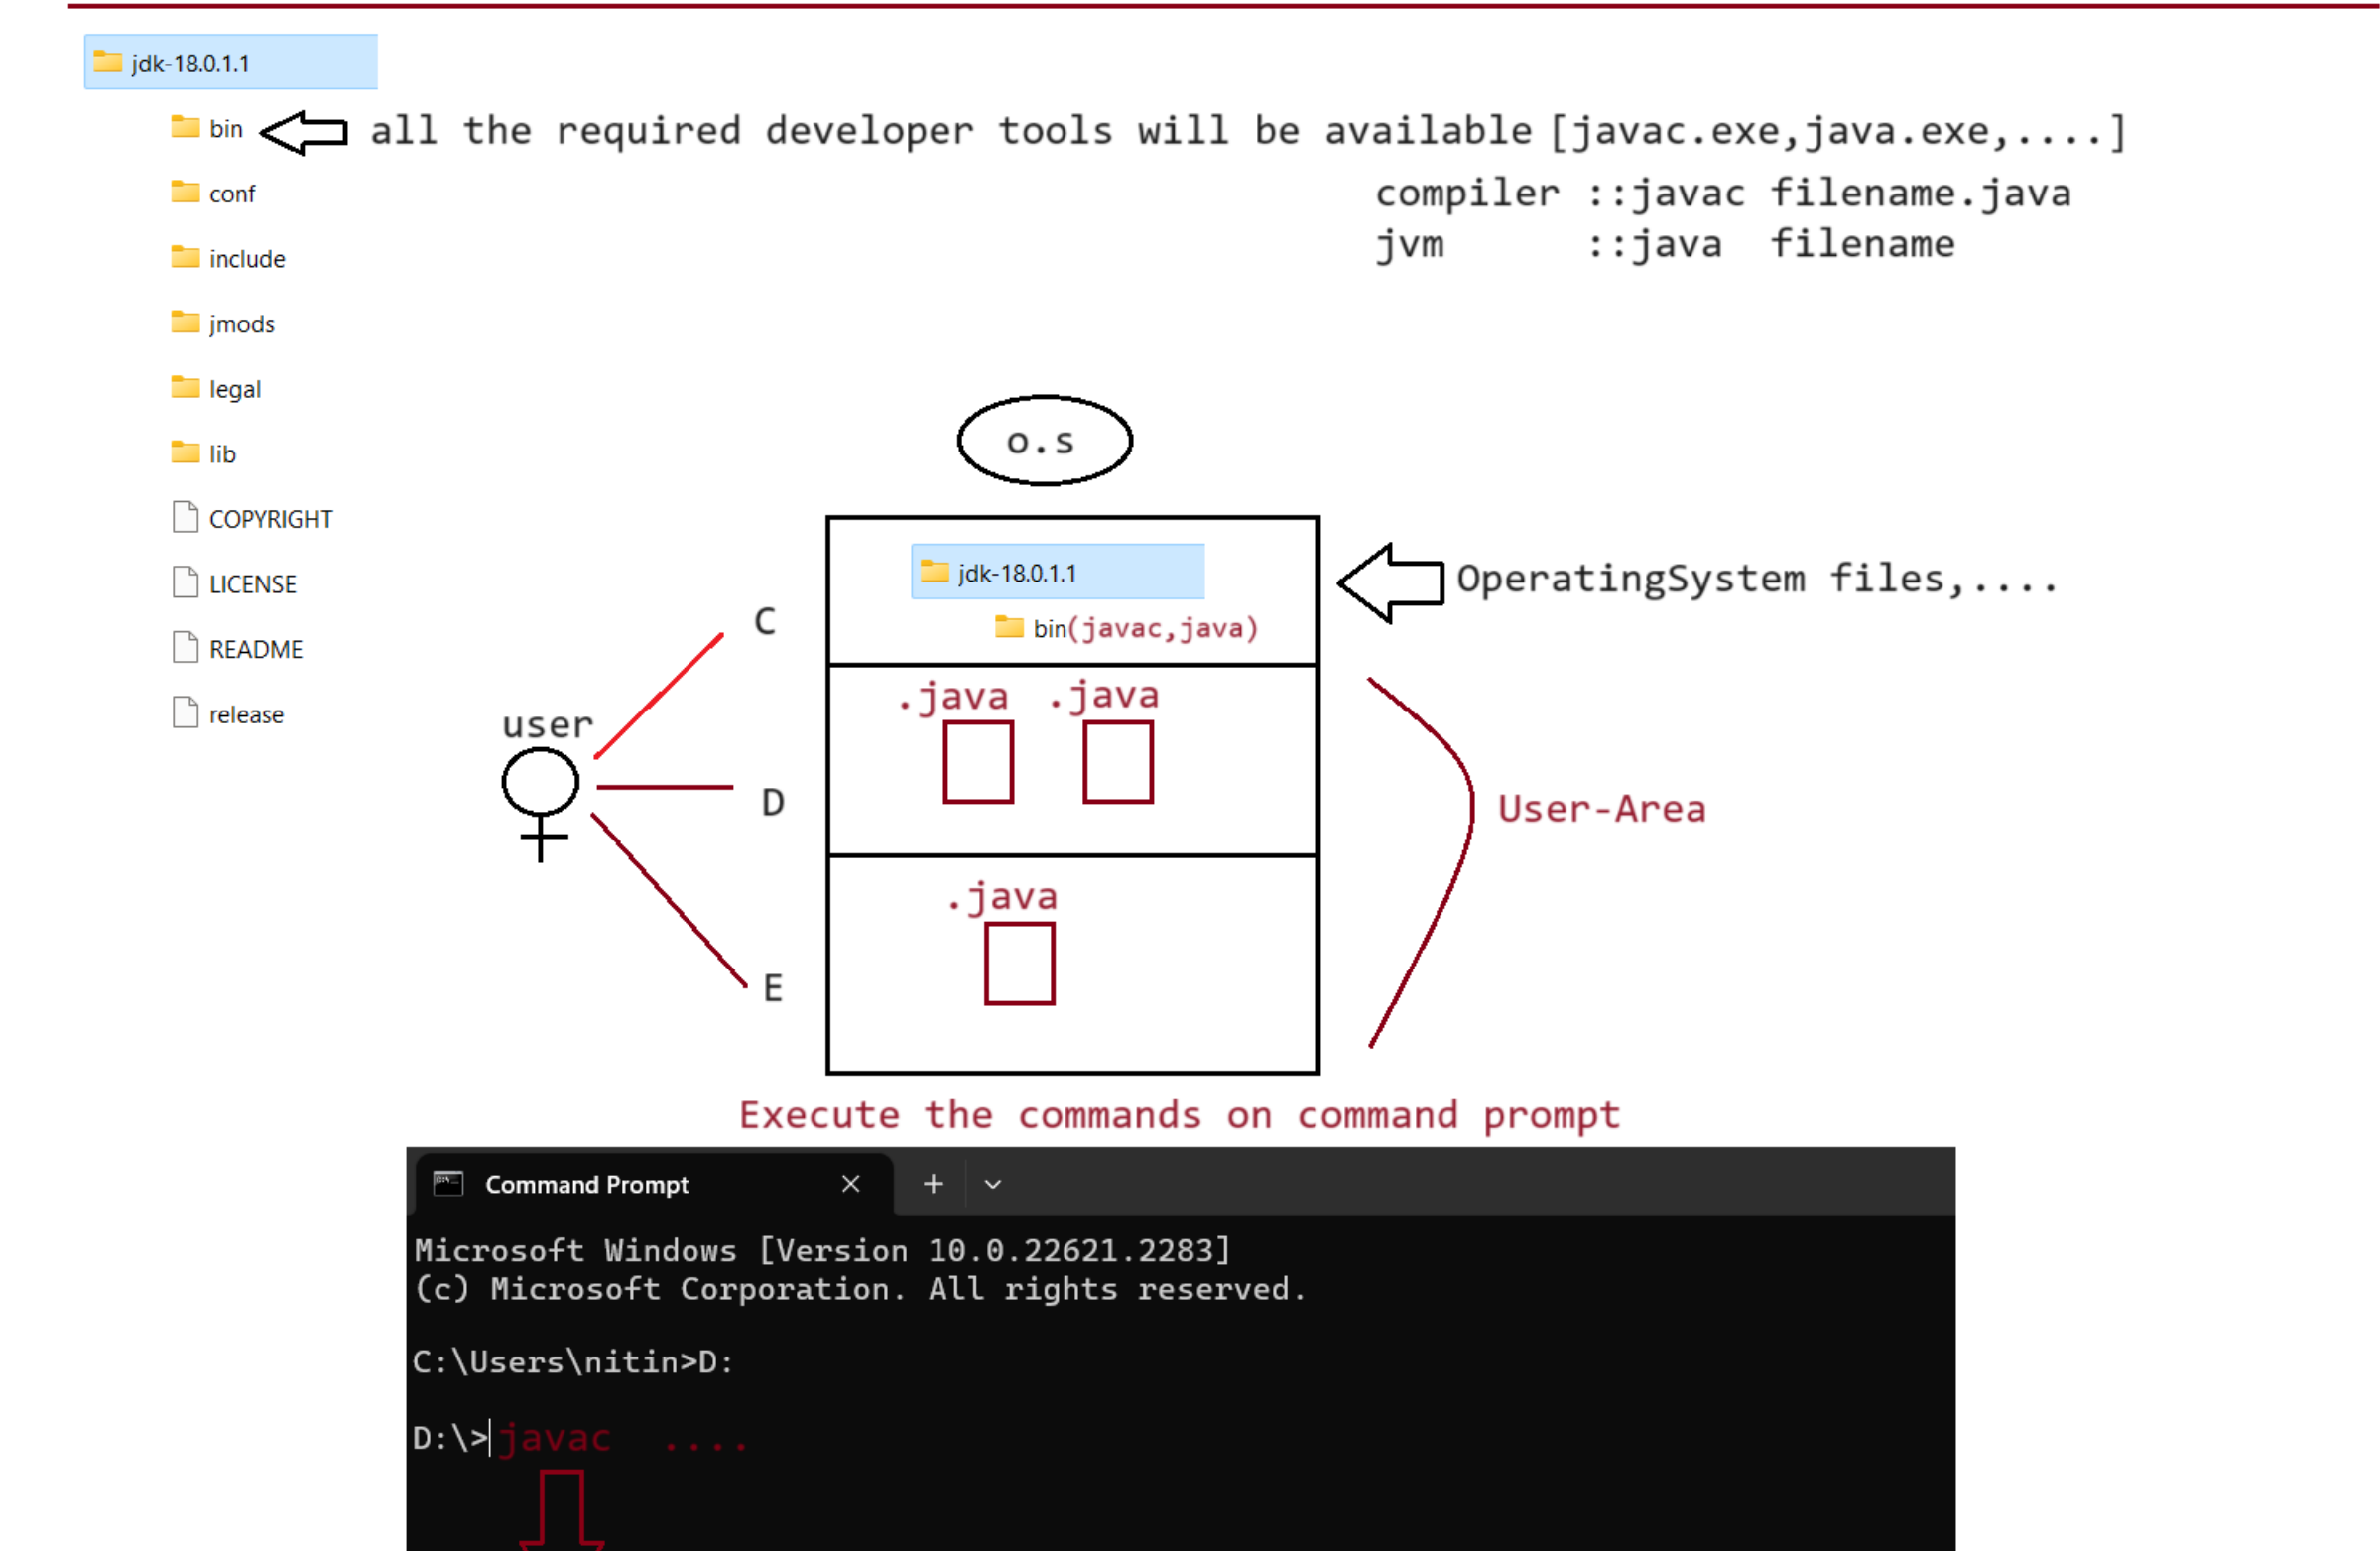 jdk-18.0.1.1
bin all the required developer tools will be available [javac.exe,java.exe,....]
conf
compiler ::javac filename.java
jvm ::java filename
include
jmods
legal
lib
o.s
COPYRIGHT
LICENSE
README
release
jdk-18.0.1.1
OperatingSystem files,....
bin(javac,java)
C
.java .java
user
D
User-Area
.java
E
Execute the commands on command prompt
Command Prompt
Microsoft Windows [Version 10.0.22621.2283]
(c) Microsoft Corporation. All rights reserved.
C:\Users\nitin>D:
D:\>javac ....